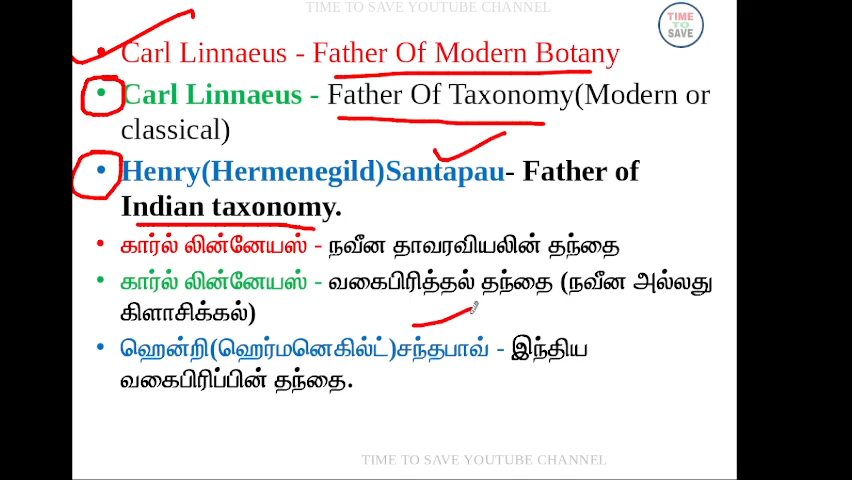 TIME TO SAVE YOUTUBE CHANNEL
TIME TO SAVE
• Carl Linnaeus - Father Of Modern Botany
• Carl Linnaeus - Father Of Taxonomy(Modern or
classical)
• Henry(Hermenegild)Santapau- Father of
Indian taxonomy.
• கார்ல் லின்னேயஸ் - நவீன தாவரவியலின் தந்தை
• கார்ல் லின்னேயஸ் - வகைபிரித்தல் தந்தை (நவீன அல்லது
கிளாசிக்கல்)
• ஹென்றி(ஹெர்மனெகில்ட்)சந்தபாவ் - இந்திய
வகைபிரிப்பின் தந்தை.
TIME TO SAVE YOUTUBE CHANNEL